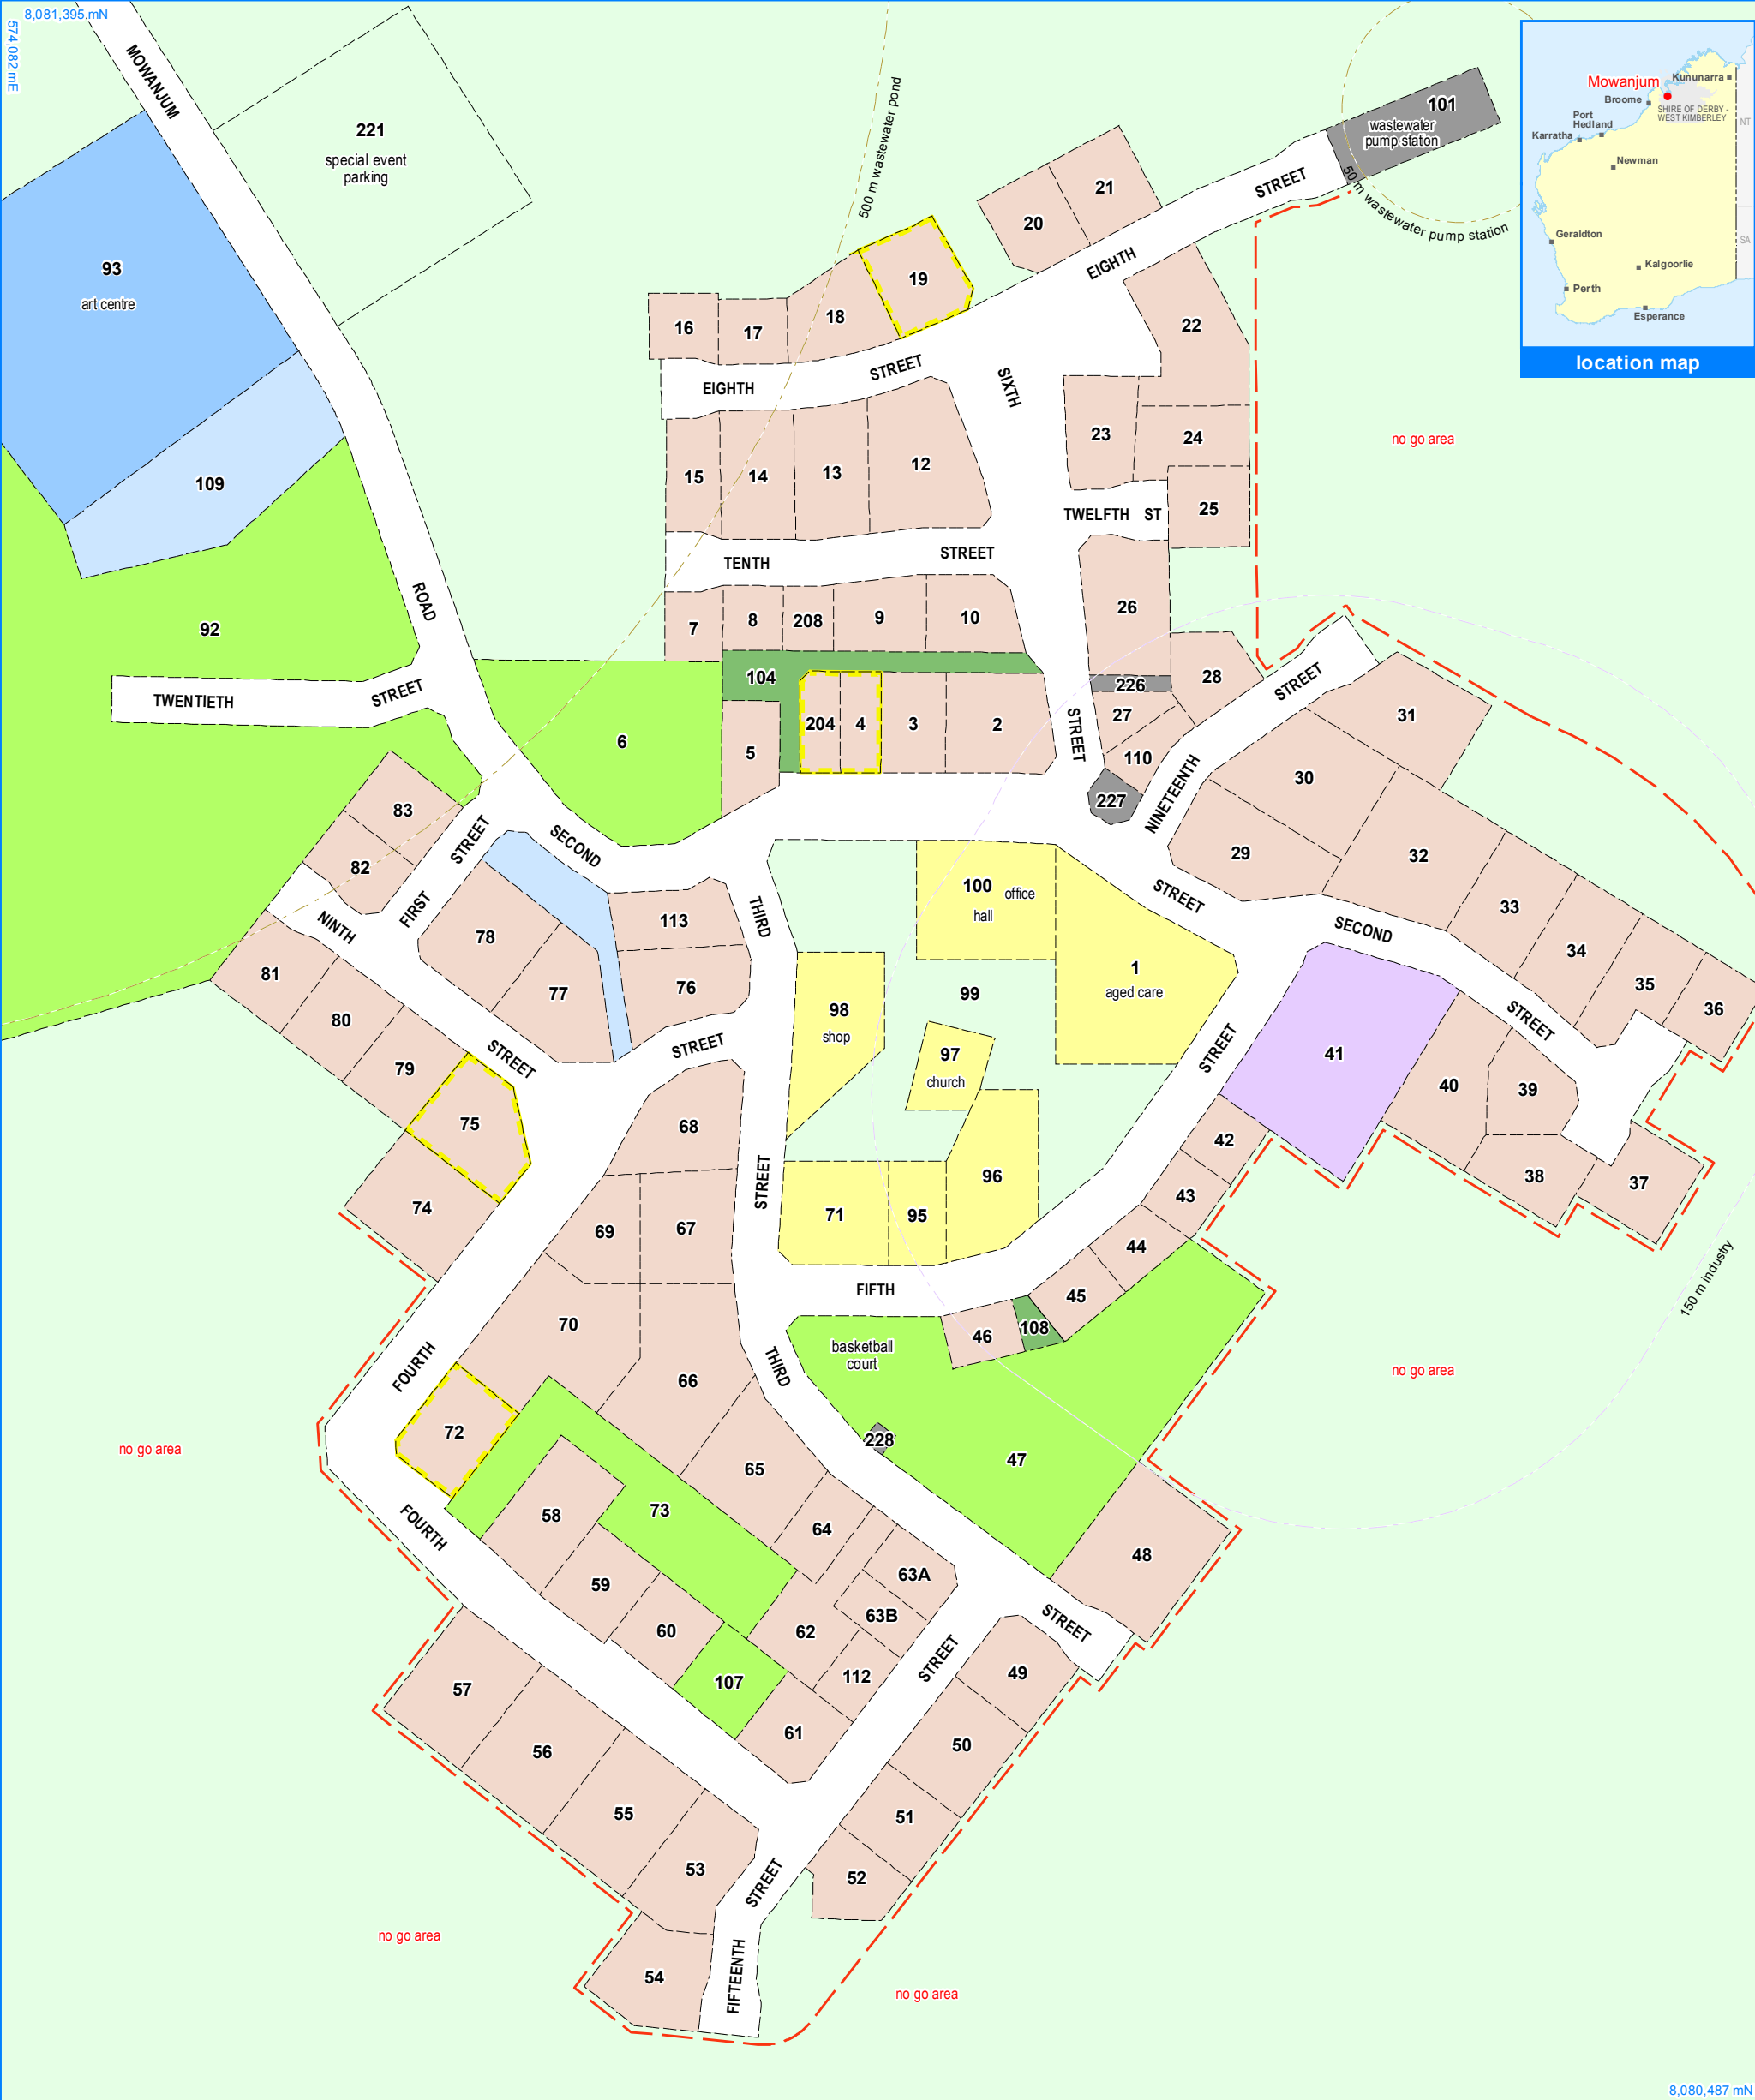 8,081,395 mN
574,082 mE
MOWANJUM
221
special event
parking
500 m wastewater pond
101
wastewater
pump station
50 m wastewater pump station
STREET
EIGHTH
21
20
93
art centre
19
18
17
16
EIGHTH
STREET
SIXTH
22
109
15
14
13
12
23
24
25
TWELFTH ST
no go area
TENTH
STREET
ROAD
92
7
8
208
9
10
26
104
226
28
STREET
TWENTIETH
STREET
6
5
204
4
3
2
STREET
27
110
227
NINETEENTH
31
30
83
82
STREET
FIRST
NINTH
SECOND
THIRD
29
32
33
34
35
36
113
78
77
76
100
office
hall
STREET
SECOND
STREET
1
aged care
81
80
79
STREET
STREET
98
shop
99
97
church
STREET
41
40
39
38
37
75
74
68
STREET
96
71
95
42
43
44
45
69
67
FIFTH
46
108
150 m industry
70
FOURTH
66
THIRD
basketball
court
no go area
72
228
47
no go area
65
73
58
64
48
FOURTH
59
63A
63B
60
62
STREET
STREET
107
112
49
57
61
50
56
55
51
53
52
STREET
no go area
54
FIFTEENTH
no go area
8,080,487 mN
Mowanjum
Kununarra
Broome
SHIRE OF DERBY -
WEST KIMBERLEY
Port
Hedland
Karratha
NT
Newman
Geraldton
SA
Kalgoorlie
Perth
Esperance
location map